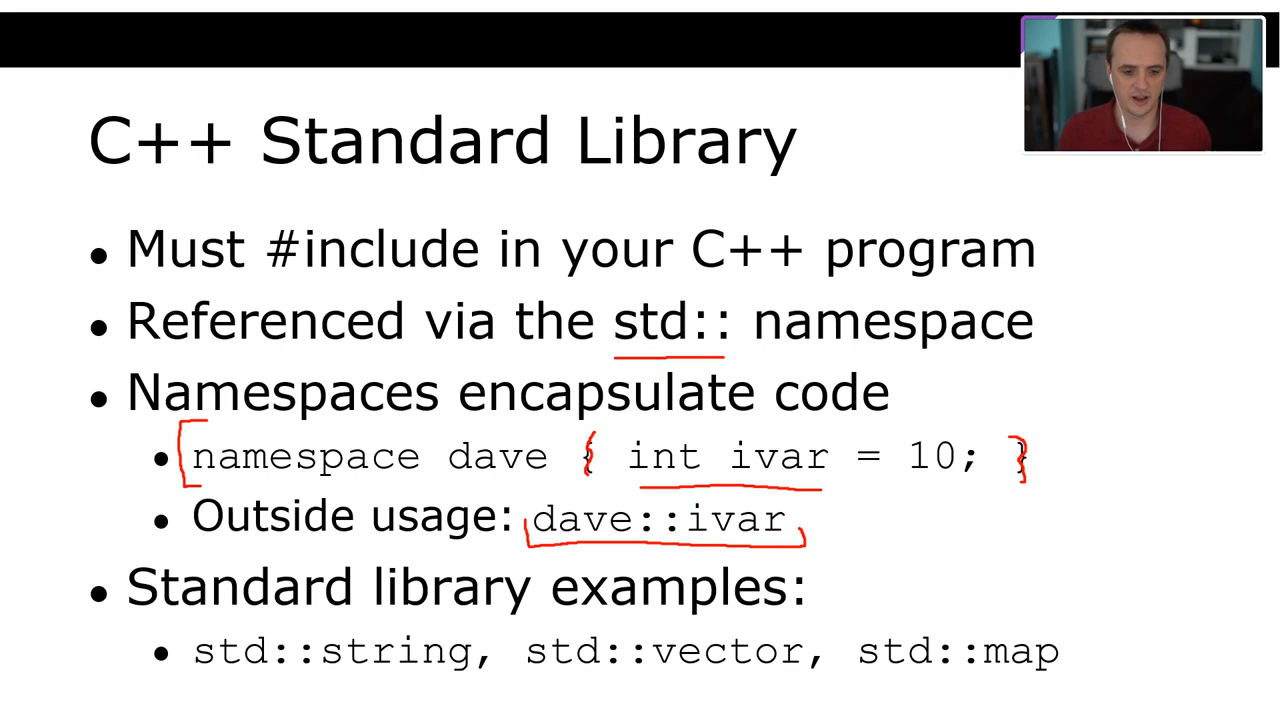 C++ Standard Library
• Must #include in your C++ program
• Referenced via the std:: namespace
• Namespaces encapsulate code
• namespace dave { int ivar = 10; }
• Outside usage: dave::ivar
• Standard library examples:
• std::string, std::vector, std::map